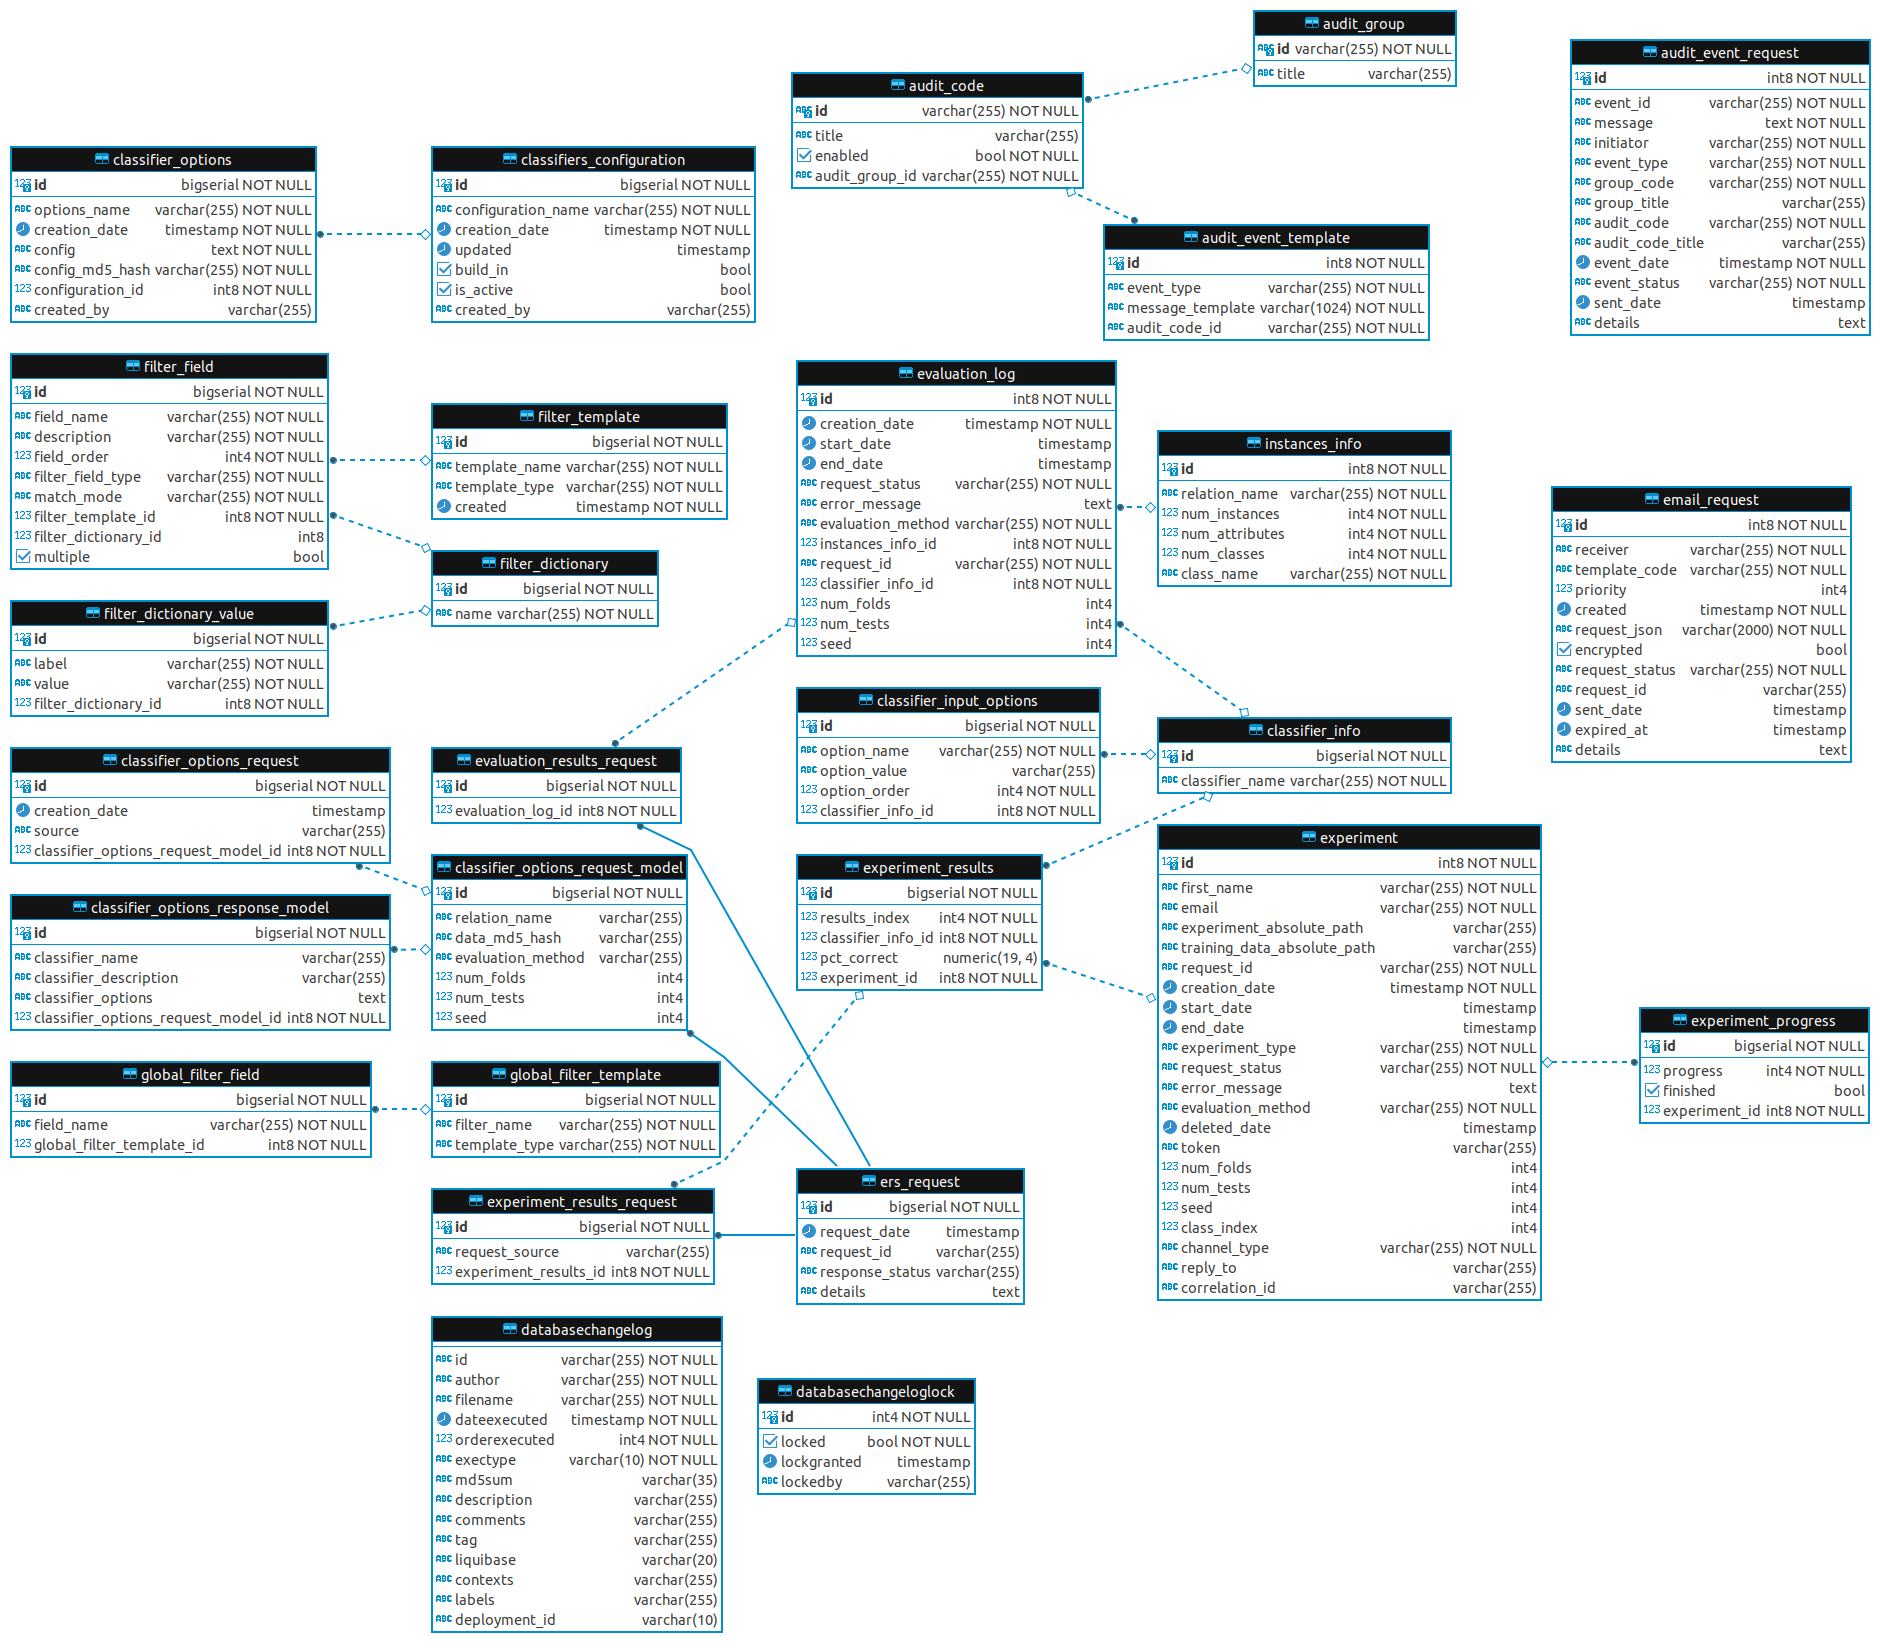 audit_group
id varchar(255) NOT NULL
title varchar(255)
audit_event_request
id int8 NOT NULL
event_id varchar(255) NOT NULL
message text NOT NULL
initiator varchar(255) NOT NULL
event_type varchar(255) NOT NULL
group_code varchar(255) NOT NULL
group_title varchar(255)
audit_code varchar(255) NOT NULL
audit_code_title varchar(255)
event_date timestamp NOT NULL
event_status varchar(255) NOT NULL
sent_date timestamp
details text
audit_code
id varchar(255) NOT NULL
title varchar(255)
enabled bool NOT NULL
audit_group_id varchar(255) NOT NULL
classifier_options
id bigserial NOT NULL
options_name varchar(255) NOT NULL
creation_date timestamp NOT NULL
config text NOT NULL
config_md5_hash varchar(255) NOT NULL
configuration_id int8 NOT NULL
created_by varchar(255)
classifiers_configuration
id bigserial NOT NULL
configuration_name varchar(255) NOT NULL
creation_date timestamp NOT NULL
updated timestamp
build_in bool
is_active bool
created_by varchar(255)
audit_event_template
id int8 NOT NULL
event_type varchar(255) NOT NULL
message_template varchar(1024) NOT NULL
audit_code_id varchar(255) NOT NULL
filter_field
id bigserial NOT NULL
field_name varchar(255) NOT NULL
description varchar(255) NOT NULL
field_order int4 NOT NULL
filter_field_type varchar(255) NOT NULL
match_mode varchar(255) NOT NULL
filter_template_id int8 NOT NULL
filter_dictionary_id int8
multiple bool
filter_template
id bigserial NOT NULL
template_name varchar(255) NOT NULL
template_type varchar(255) NOT NULL
created timestamp NOT NULL
filter_dictionary
id bigserial NOT NULL
name varchar(255) NOT NULL
evaluation_log
id int8 NOT NULL
creation_date timestamp NOT NULL
start_date timestamp
end_date timestamp
request_status varchar(255) NOT NULL
error_message text
evaluation_method varchar(255) NOT NULL
instances_info_id int8 NOT NULL
request_id varchar(255) NOT NULL
classifier_info_id int8 NOT NULL
num_folds int4
num_tests int4
seed int4
instances_info
id int8 NOT NULL
relation_name varchar(255) NOT NULL
num_instances int4 NOT NULL
num_attributes int4 NOT NULL
num_classes int4 NOT NULL
class_name varchar(255) NOT NULL
email_request
id int8 NOT NULL
receiver varchar(255) NOT NULL
template_code varchar(255) NOT NULL
priority int4
created timestamp NOT NULL
request_json varchar(2000) NOT NULL
encrypted bool
request_status varchar(255) NOT NULL
request_id varchar(255)
sent_date timestamp
expired_at timestamp
details text
filter_dictionary_value
id bigserial NOT NULL
label varchar(255) NOT NULL
value varchar(255) NOT NULL
filter_dictionary_id int8 NOT NULL
classifier_input_options
id bigserial NOT NULL
option_name varchar(255) NOT NULL
option_value varchar(255)
option_order int4 NOT NULL
classifier_info_id int8 NOT NULL
classifier_info
id bigserial NOT NULL
classifier_name varchar(255) NOT NULL
classifier_options_request
id bigserial NOT NULL
creation_date timestamp
source varchar(255)
classifier_options_request_model_id int8 NOT NULL
evaluation_results_request
id bigserial NOT NULL
evaluation_log_id int8 NOT NULL
classifier_options_request_model
id bigserial NOT NULL
relation_name varchar(255)
data_md5_hash varchar(255)
evaluation_method varchar(255)
num_folds int4
num_tests int4
seed int4
experiment_results
id bigserial NOT NULL
results_index int4 NOT NULL
classifier_info_id int8 NOT NULL
pct_correct numeric(19, 4)
experiment_id int8 NOT NULL
experiment
id int8 NOT NULL
first_name varchar(255) NOT NULL
email varchar(255) NOT NULL
experiment_absolute_path varchar(255)
training_data_absolute_path varchar(255)
request_id varchar(255) NOT NULL
creation_date timestamp NOT NULL
start_date timestamp
end_date timestamp
experiment_type varchar(255) NOT NULL
request_status varchar(255) NOT NULL
error_message text
evaluation_method varchar(255) NOT NULL
deleted_date timestamp
token varchar(255)
num_folds int4
num_tests int4
seed int4
class_index int4
channel_type varchar(255) NOT NULL
reply_to varchar(255)
correlation_id varchar(255)
classifier_options_response_model
id bigserial NOT NULL
classifier_name varchar(255)
classifier_description varchar(255)
classifier_options text
classifier_options_request_model_id int8 NOT NULL
experiment_progress
id bigserial NOT NULL
progress int4 NOT NULL
finished bool
experiment_id int8 NOT NULL
global_filter_field
id bigserial NOT NULL
field_name varchar(255) NOT NULL
global_filter_template_id int8 NOT NULL
global_filter_template
id bigserial NOT NULL
filter_name varchar(255) NOT NULL
template_type varchar(255) NOT NULL
experiment_results_request
id bigserial NOT NULL
request_source varchar(255)
experiment_results_id int8 NOT NULL
ers_request
id bigserial NOT NULL
request_date timestamp
request_id varchar(255)
response_status varchar(255)
details text
databasechangelog
id varchar(255) NOT NULL
author varchar(255) NOT NULL
filename varchar(255) NOT NULL
dateexecuted timestamp NOT NULL
orderexecuted int4 NOT NULL
exectype varchar(10) NOT NULL
md5sum varchar(35)
description varchar(255)
comments varchar(255)
tag varchar(255)
liquibase varchar(20)
contexts varchar(255)
labels varchar(255)
deployment_id varchar(10)
databasechangeloglock
id int4 NOT NULL
locked bool NOT NULL
lockgranted timestamp
lockedby varchar(255)